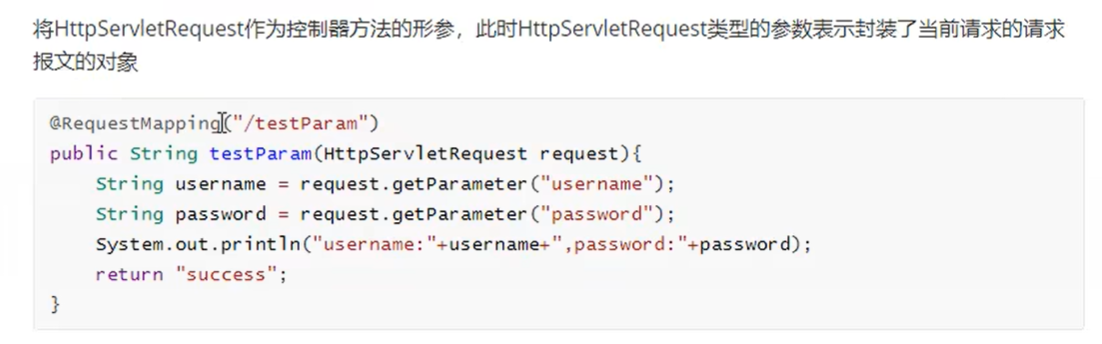 将HttpServletRequest作为控制器方法的形参，此时HttpServletRequest类型的参数表示封装了当前请求的请求
报文的对象
@RequestMapping("/testParam")
public String testParam(HttpServletRequest request){
    String username = request.getParameter("username");
    String password = request.getParameter("password");
    System.out.println("username:"+username+",password:"+password);
    return "success";
}